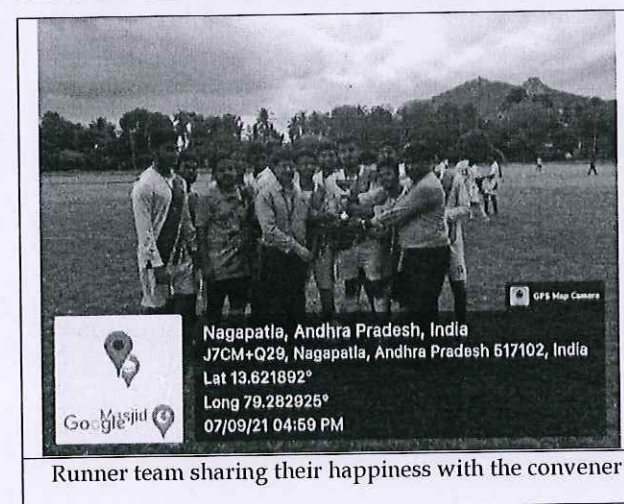 GPS Map Camera
Nagapatla, Andhra Pradesh, India
J7CM+Q29, Nagapatla, Andhra Pradesh 517102, India
Lat 13.621892°
Long 79.282925°
07/09/21 04:59 PM
Masjid
Google
Runner team sharing their happiness with the convener